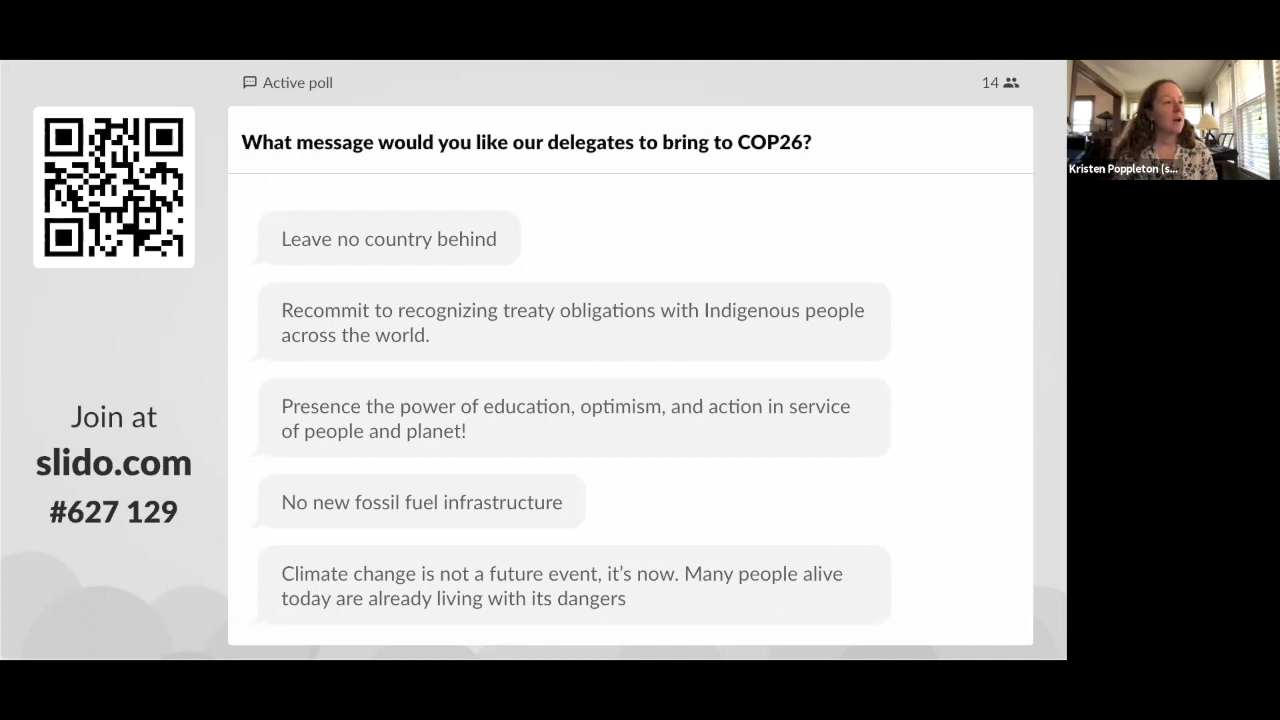 Active poll
14
What message would you like our delegates to bring to COP26?
Leave no country behind
Recommit to recognizing treaty obligations with Indigenous people
across the world.
Presence the power of education, optimism, and action in service
of people and planet!
No new fossil fuel infrastructure
Climate change is not a future event, it's now. Many people alive
today are already living with its dangers
Join at
slido.com
#627 129
Kristen Poppleton (s...